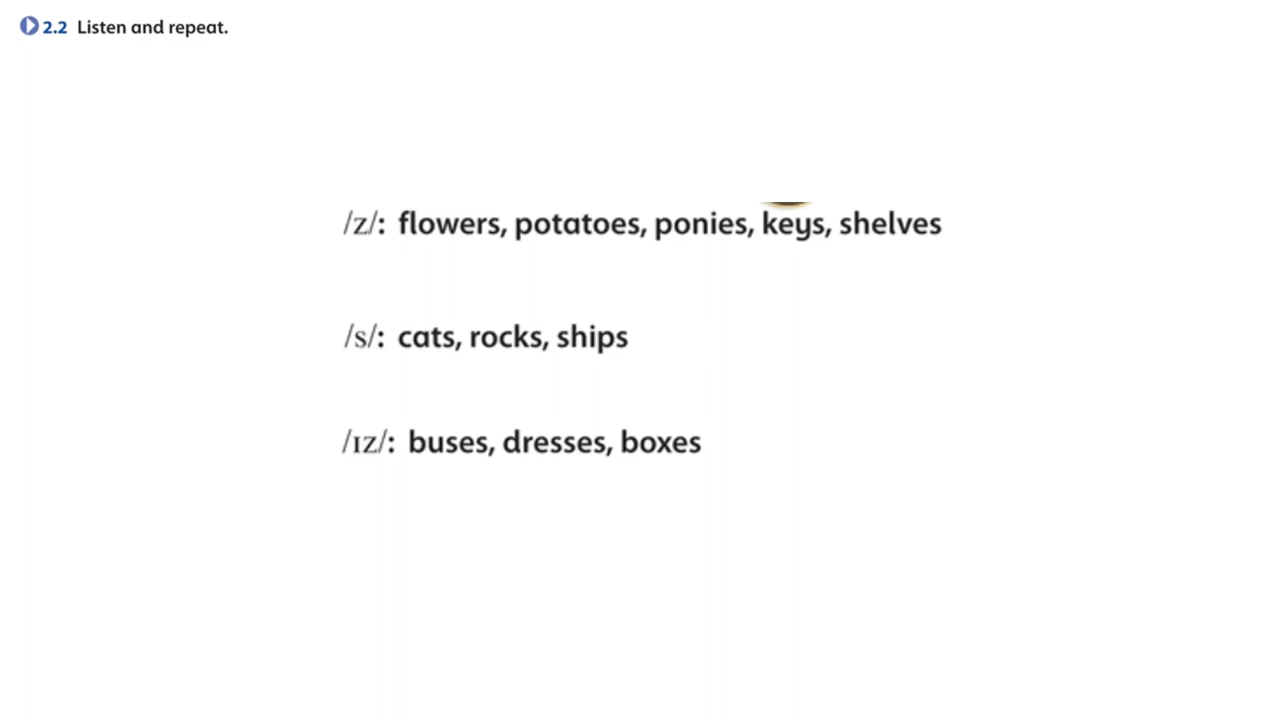 2.2 Listen and repeat.
/z/: flowers, potatoes, ponies, keys, shelves
/s/: cats, rocks, ships
/ɪz/: buses, dresses, boxes